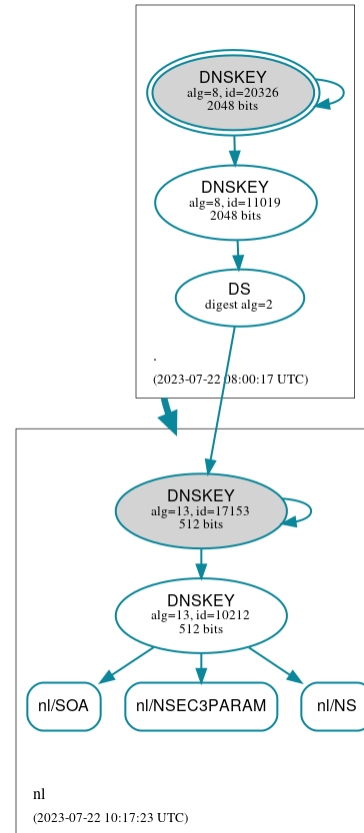 DNSKEY
alg=8, id=20326
2048 bits
DNSKEY
alg=8, id=11019
2048 bits
DS
digest alg=2
.
(2023-07-22 08:00:17 UTC)
DNSKEY
alg=13, id=17153
512 bits
DNSKEY
alg=13, id=10212
512 bits
nl/SOA
nl/NSEC3PARAM
nl/NS
nl
(2023-07-22 10:17:23 UTC)